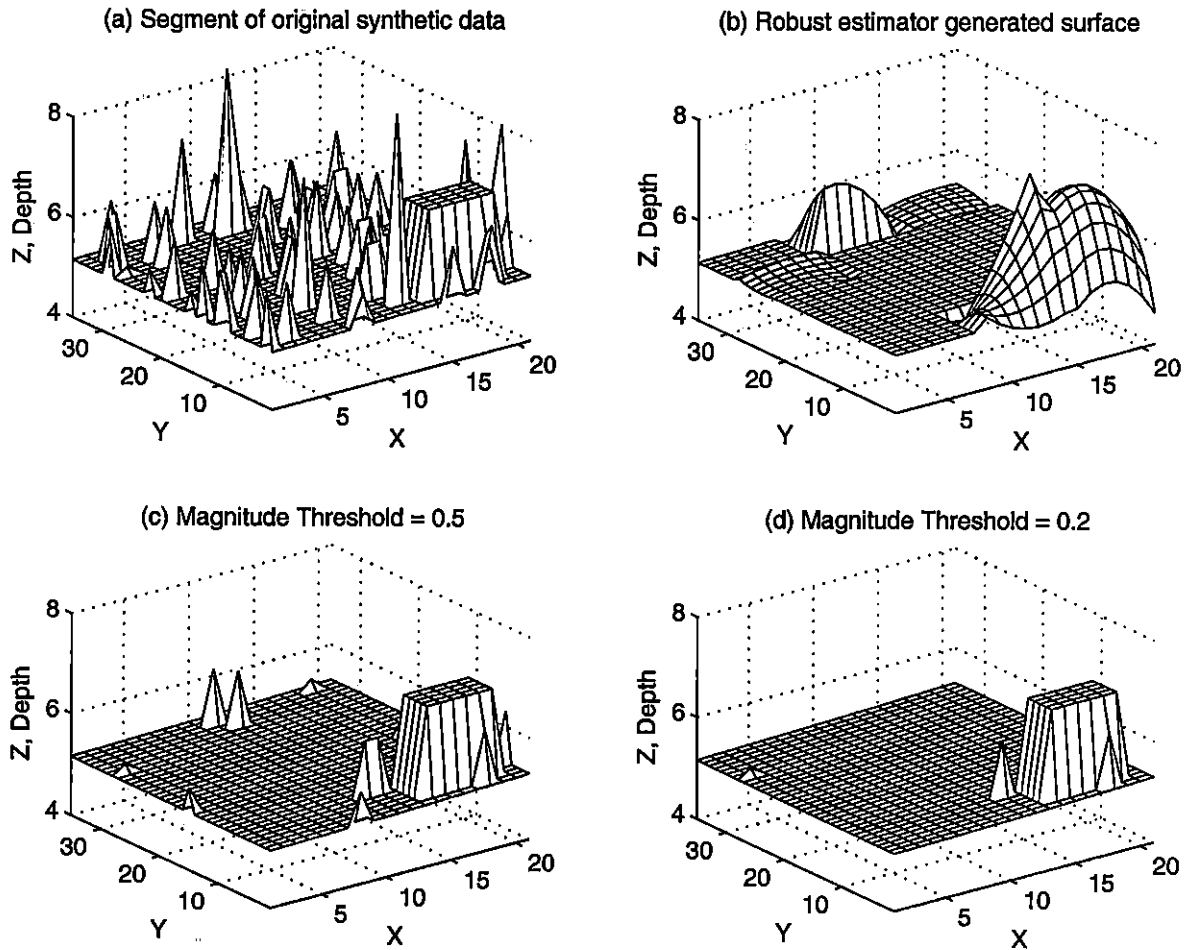 (a) Segment of original synthetic data
8
6
4
Z, Depth
30
20
10
Y
5
10
15
20
X
(b) Robust estimator generated surface
8
6
4
Z, Depth
30
20
10
Y
5
10
15
20
X
(c) Magnitude Threshold = 0.5
8
6
4
Z, Depth
30
20
10
Y
5
10
15
20
X
(d) Magnitude Threshold = 0.2
8
6
4
Z, Depth
30
20
10
Y
5
10
15
20
X